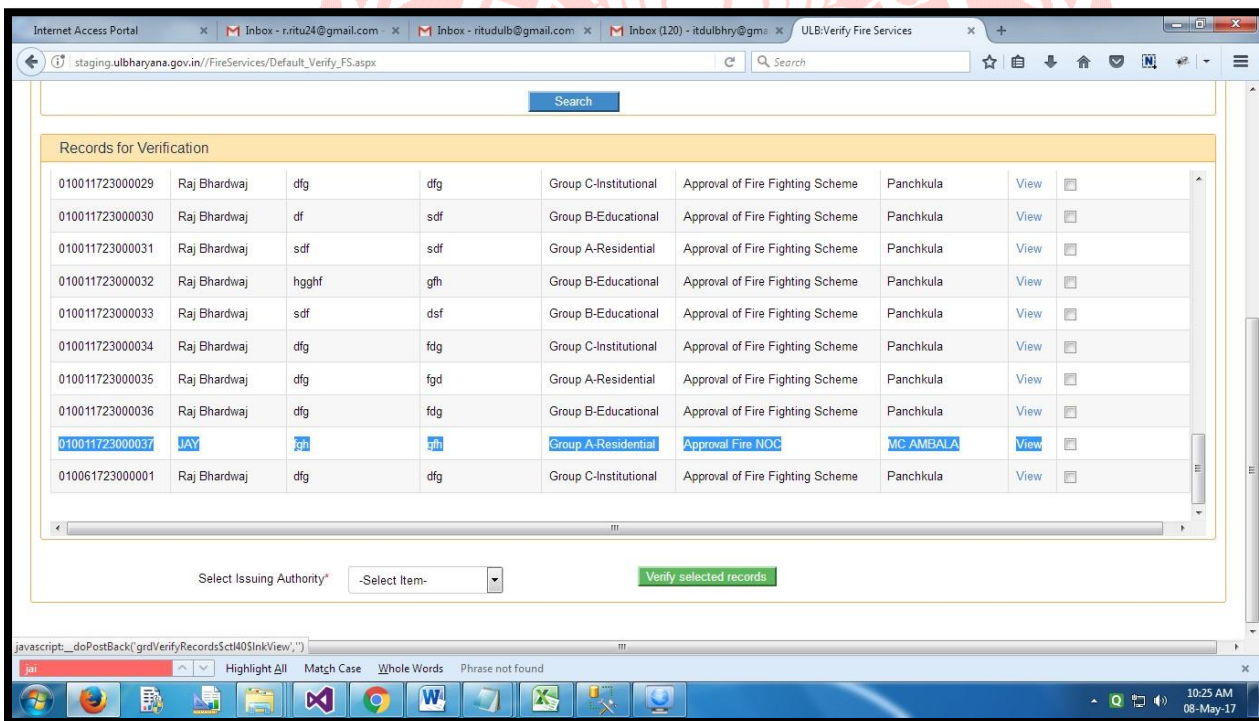 Internet Access Portal × Inbox - r.ritu24@gmail.com - × Inbox - ritudulb@gmail.com × Inbox (120) - itdulbhry@gma × ULB:Verify Fire Services × +
staging.ulbharyana.gov.in//FireServices/Default_Verify_FS.aspx Search
Search
Records for Verification
010011723000029 Raj Bhardwaj dfg dfg Group C-Institutional Approval of Fire Fighting Scheme Panchkula View
010011723000030 Raj Bhardwaj df sdf Group B-Educational Approval of Fire Fighting Scheme Panchkula View
010011723000031 Raj Bhardwaj sdf sdf Group A-Residential Approval of Fire Fighting Scheme Panchkula View
010011723000032 Raj Bhardwaj hgghf gfh Group B-Educational Approval of Fire Fighting Scheme Panchkula View
010011723000033 Raj Bhardwaj sdf dsf Group B-Educational Approval of Fire Fighting Scheme Panchkula View
010011723000034 Raj Bhardwaj dfg fdg Group C-Institutional Approval of Fire Fighting Scheme Panchkula View
010011723000035 Raj Bhardwaj dfg fgd Group A-Residential Approval of Fire Fighting Scheme Panchkula View
010011723000036 Raj Bhardwaj dfg fdg Group B-Educational Approval of Fire Fighting Scheme Panchkula View
010011723000037 JAY fgh gfh Group A-Residential Approval Fire NOC MC AMBALA View
010061723000001 Raj Bhardwaj dfg dfg Group C-Institutional Approval of Fire Fighting Scheme Panchkula View
Select Issuing Authority* -Select Item- Verify selected records
javascript:__doPostBack('grdVerifyRecords$ctl40$lnkView','')
jai Highlight All Match Case Whole Words Phrase not found
10:25 AM
08-May-17